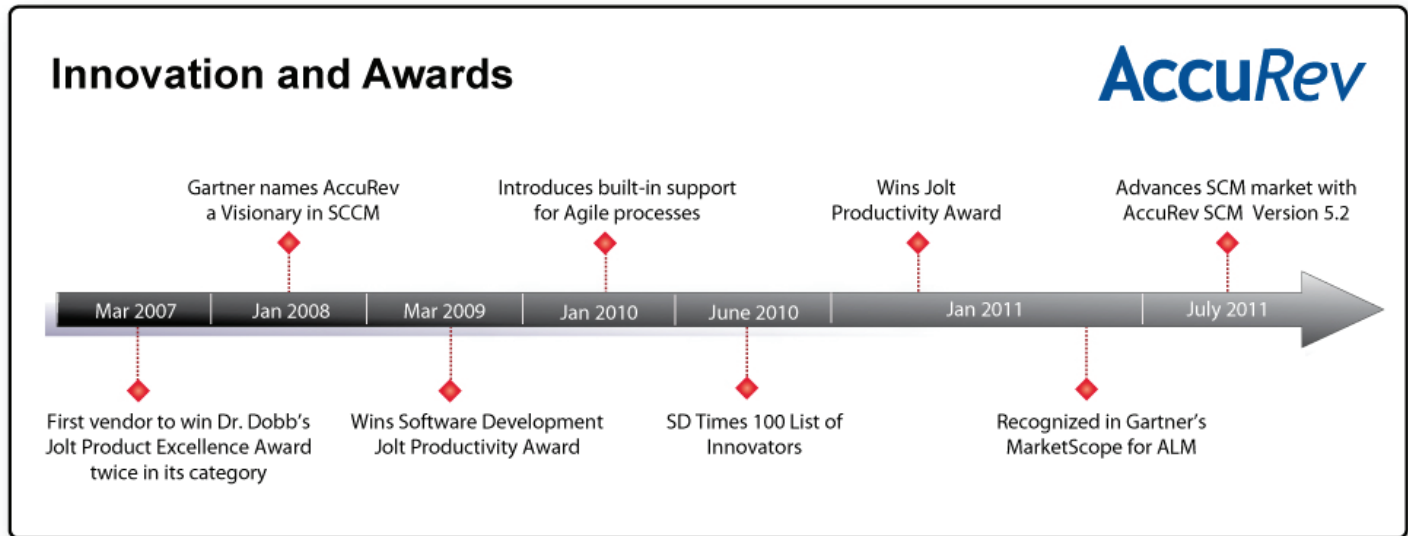 Innovation and Awards
AccuRev
Gartner names AccuRev
a Visionary in SCCM
Introduces built-in support
for Agile processes
Wins Jolt
Productivity Award
Advances SCM market with
AccuRev SCM Version 5.2
Mar 2007
Jan 2008
Mar 2009
Jan 2010
June 2010
Jan 2011
July 2011
First vendor to win Dr. Dobb's
Jolt Product Excellence Award
twice in its category
Wins Software Development
Jolt Productivity Award
SD Times 100 List of
Innovators
Recognized in Gartner's
MarketScope for ALM